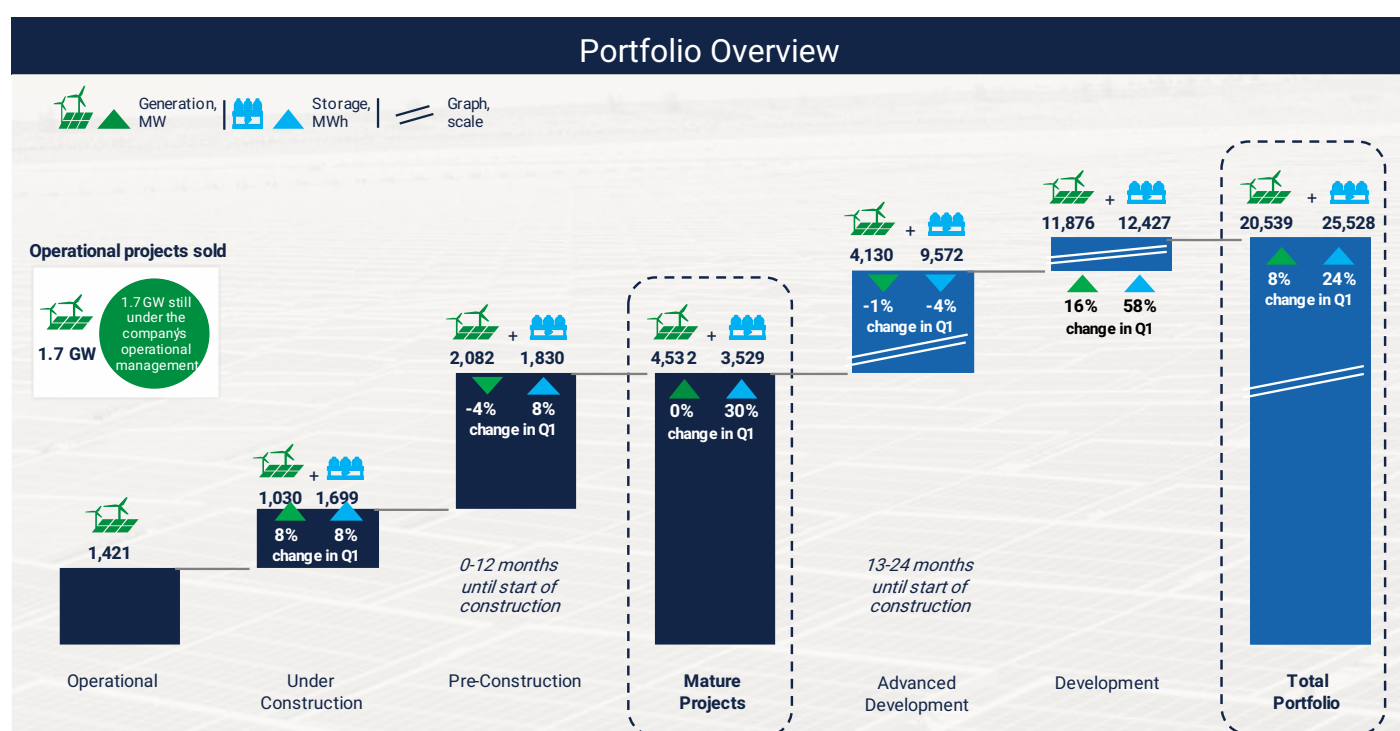 Portfolio Overview
Generation,
MW
Storage,
MWh
Graph,
scale
Operational projects sold
1.7 GW
1.7 GW still
under the
company's
operational
management
1,421
1,030 1,699
8% 8%
change in Q1
2,082 1,830
-4% 8%
change in Q1
0-12 months
until start of
construction
4,532 3,529
0% 30%
change in Q1
4,130 9,572
-1% -4%
change in Q1
13-24 months
until start of
construction
11,876 12,427
16% 58%
change in Q1
20,539 25,528
8% 24%
change in Q1
+
+
+
+
+
+
Operational
Under
Construction
Pre-Construction
Mature
Projects
Advanced
Development
Development
Total
Portfolio